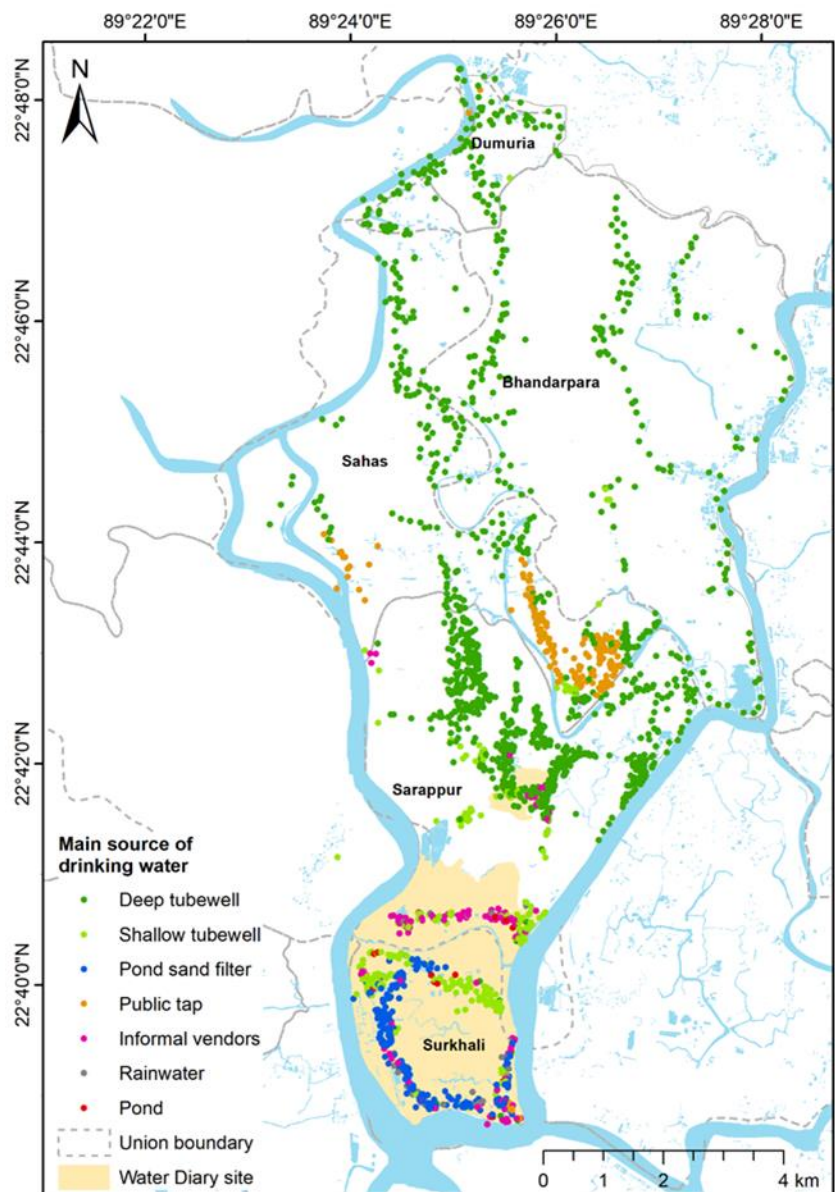 89°22'0"E 89°24'0"E 89°26'0"E 89°28'0"E
N
22°48'0"N
Dumuria
22°46'0"N
Bhandarpara
Sahas
22°44'0"N
22°42'0"N
Sarappur
Main source of
drinking water
Deep tubewell
Shallow tubewell
Pond sand filter
Public tap
Informal vendors
Rainwater
Pond
Union boundary
Water Diary site
22°40'0"N
Surkhali
0 1 2 4 km